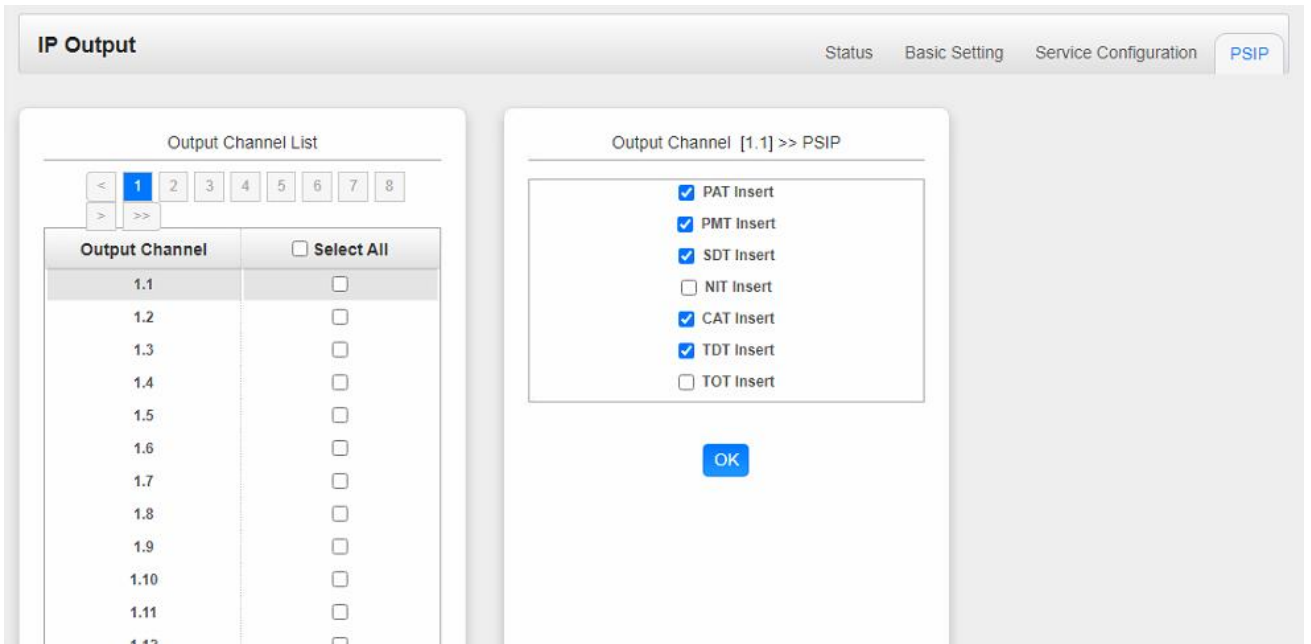 IP Output
Status Basic Setting Service Configuration PSIP
Output Channel List
< 1 2 3 4 5 6 7 8
> >>
Output Channel Select All
1.1
1.2
1.3
1.4
1.5
1.6
1.7
1.8
1.9
1.10
1.11
Output Channel [1.1] >> PSIP
PAT Insert
PMT Insert
SDT Insert
NIT Insert
CAT Insert
TDT Insert
TOT Insert
OK